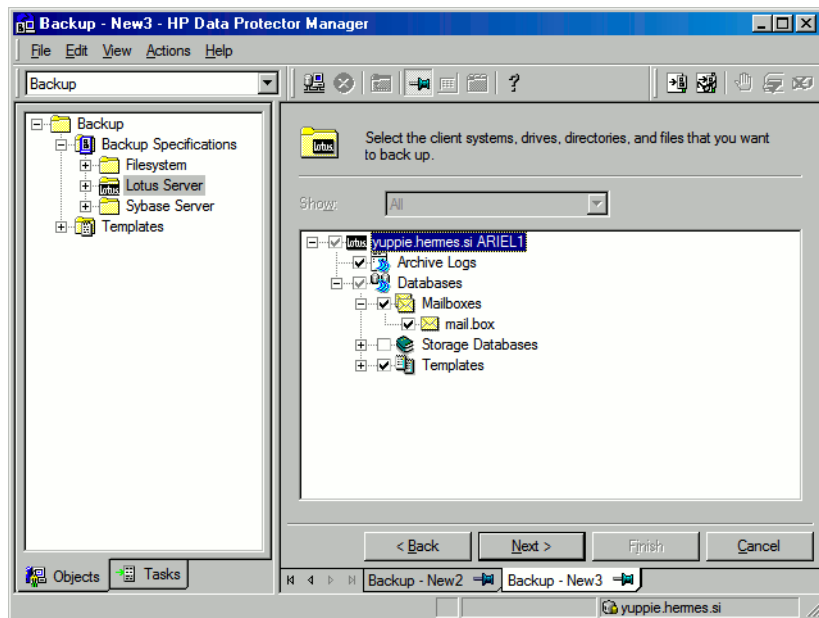 Backup - New3 - HP Data Protector Manager
File Edit View Actions Help
Backup
Backup
Backup Specifications
Filesystem
Lotus Server
Sybase Server
Templates
Objects
Tasks
Lotus
Select the client systems, drives, directories, and files that you want
to back up.
Show: All
yuppie.hermes.si ARIEL1
Archive Logs
Databases
Mailboxes
mail.box
Storage Databases
Templates
< Back
Next >
Finish
Cancel
Backup - New2
Backup - New3
yuppie.hermes.si